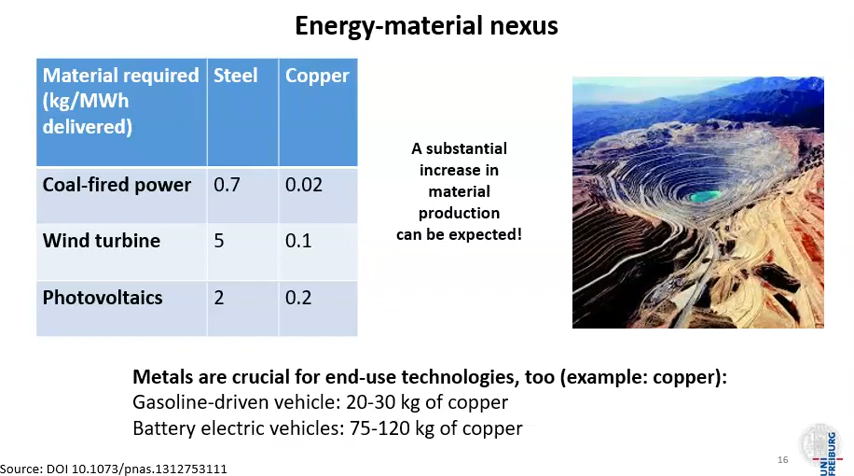 Energy-material nexus
Material required Steel Copper
(kg/MWh
delivered)
Coal-fired power 0.7 0.02
Wind turbine 5 0.1
Photovoltaics 2 0.2
A substantial
increase in
material
production
can be expected!
Metals are crucial for end-use technologies, too (example: copper):
Gasoline-driven vehicle: 20-30 kg of copper
Battery electric vehicles: 75-120 kg of copper
16
UNI
FREIBURG
Source: DOI 10.1073/pnas.1312753111